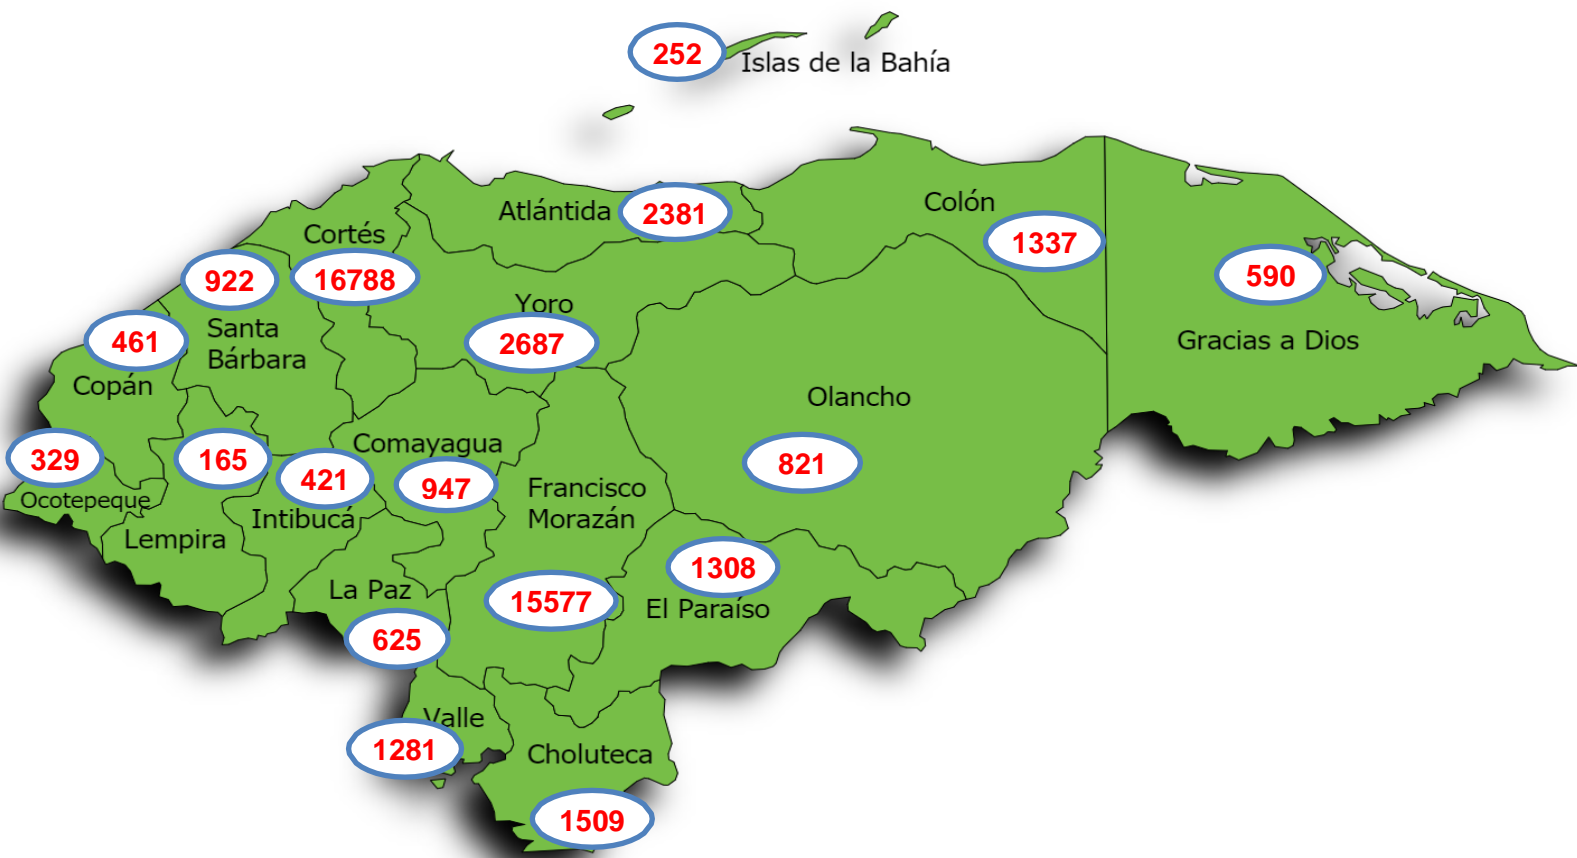 252
Islas de la Bahía
Atlántida
2381
Colón
1337
Cortés
16788
922
Santa
Bárbara
Yoro
2687
590
Gracias a Dios
461
Copán
Olancho
821
329
Ocotepeque
165
Lempira
421
Intibucá
Comayagua
947
Francisco
Morazán
15577
1308
El Paraíso
La Paz
625
Valle
1281
Choluteca
1509